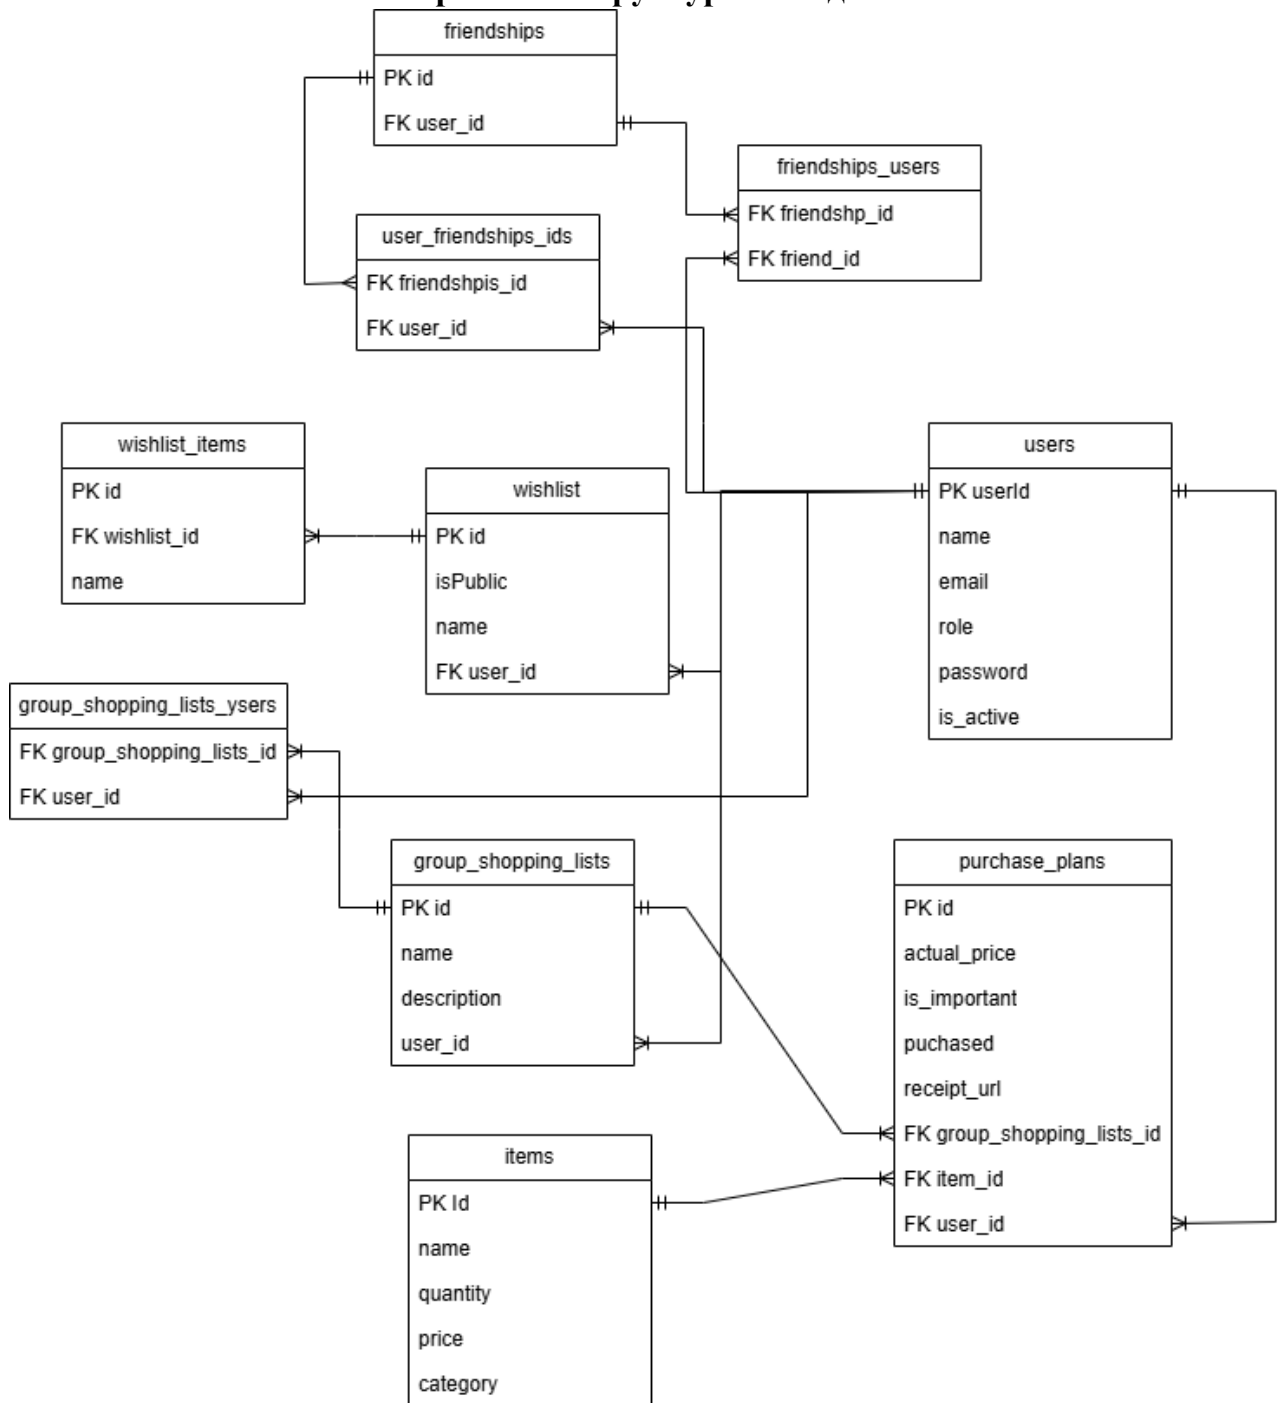 friendships
PK id
FK user_id
friendships_users
FK friendshp_id
FK friend_id
user_friendships_ids
FK friendshpis_id
FK user_id
wishlist_items
PK id
FK wishlist_id
name
wishlist
PK id
isPublic
name
FK user_id
users
PK userId
name
email
role
password
is_active
group_shopping_lists_ysers
FK group_shopping_lists_id
FK user_id
group_shopping_lists
PK id
name
description
user_id
purchase_plans
PK id
actual_price
is_important
puchased
receipt_url
FK group_shopping_lists_id
FK item_id
FK user_id
items
PK Id
name
quantity
price
category